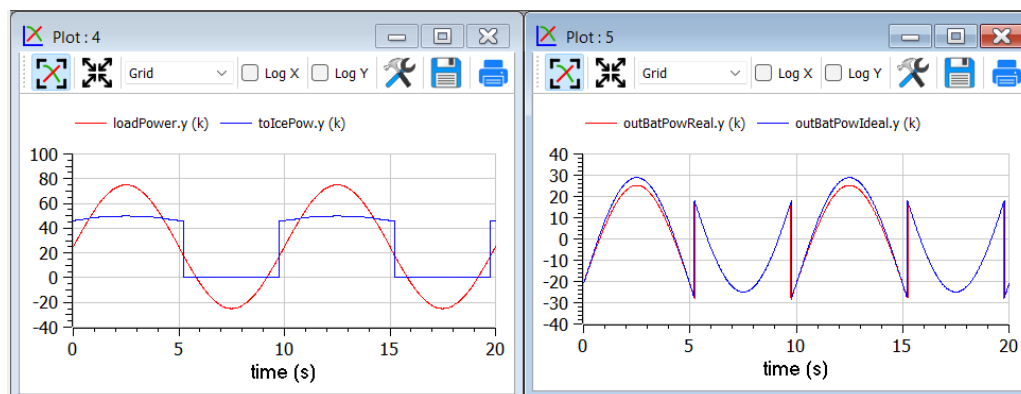 Plot : 4
Grid
Log X
Log Y
loadPower.y (k) toIcePow.y (k)
100
80
60
40
20
0
-20
-40
0 5 10 15 20
time (s)
Plot : 5
Grid
Log X
Log Y
outBatPowReal.y (k) outBatPowIdeal.y (k)
40
30
20
10
0
-10
-20
-30
-40
0 5 10 15 20
time (s)